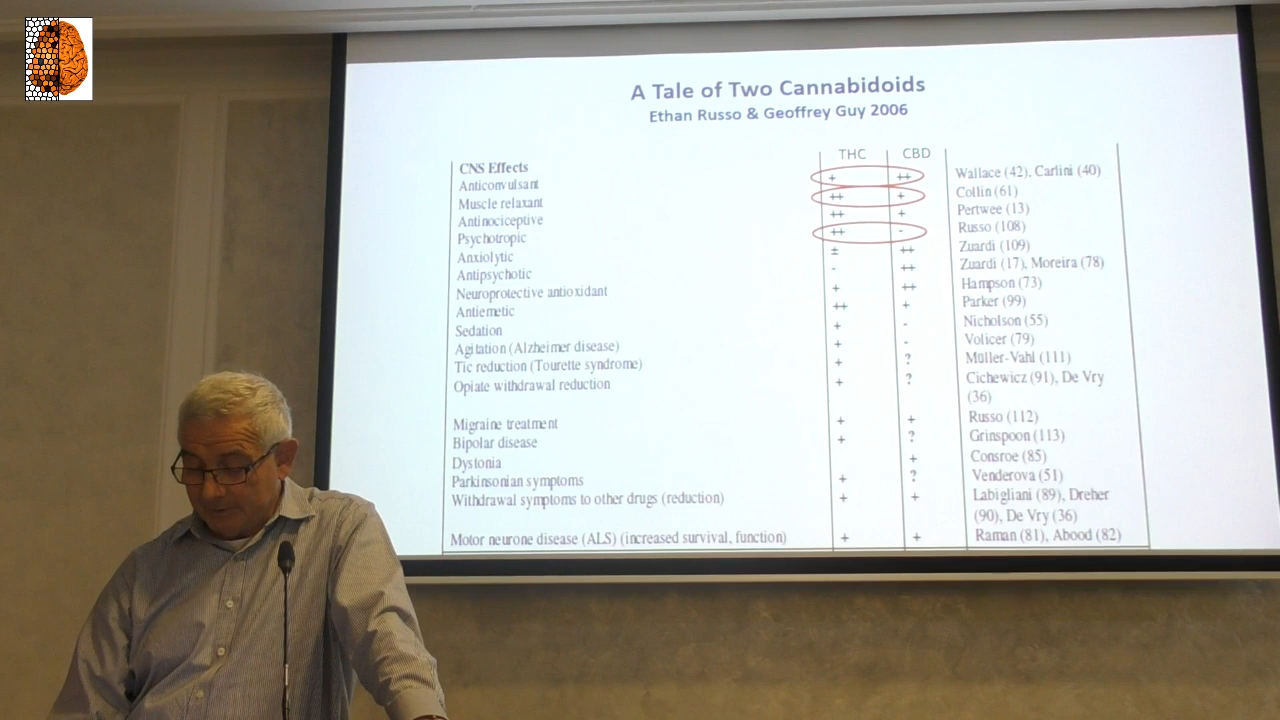 A Tale of Two Cannabidoids
Ethan Russo & Geoffrey Guy 2006
THC CBD
CNS Effects
Anticonvulsant + ++ Wallace (42), Carlini (40)
Muscle relaxant ++ + Collin (61)
Antinociceptive ++ + Pertwee (13)
Psychotropic ++ - Russo (108)
Anxiolytic ± ++ Zuardi (109)
Antipsychotic - ++ Zuardi (17), Moreira (78)
Neuroprotective antioxidant + ++ Hampson (73)
Antiemetic ++ + Parker (99)
Sedation + - Nicholson (55)
Agitation (Alzheimer disease) + - Volicer (79)
Tic reduction (Tourette syndrome) + ? Müller-Vahl (111)
Opiate withdrawal reduction + ? Cichewicz (91), De Vry
(36)
Migraine treatment + + Russo (112)
Bipolar disease + ? Grinspoon (113)
Dystonia + Consroe (85)
Parkinsonian symptoms + ? Venderova (51)
Withdrawal symptoms to other drugs (reduction) + + Labigliani (89), Dreher
(90), De Vry (36)
Motor neurone disease (ALS) (increased survival, function) + + Raman (81), Abood (82)